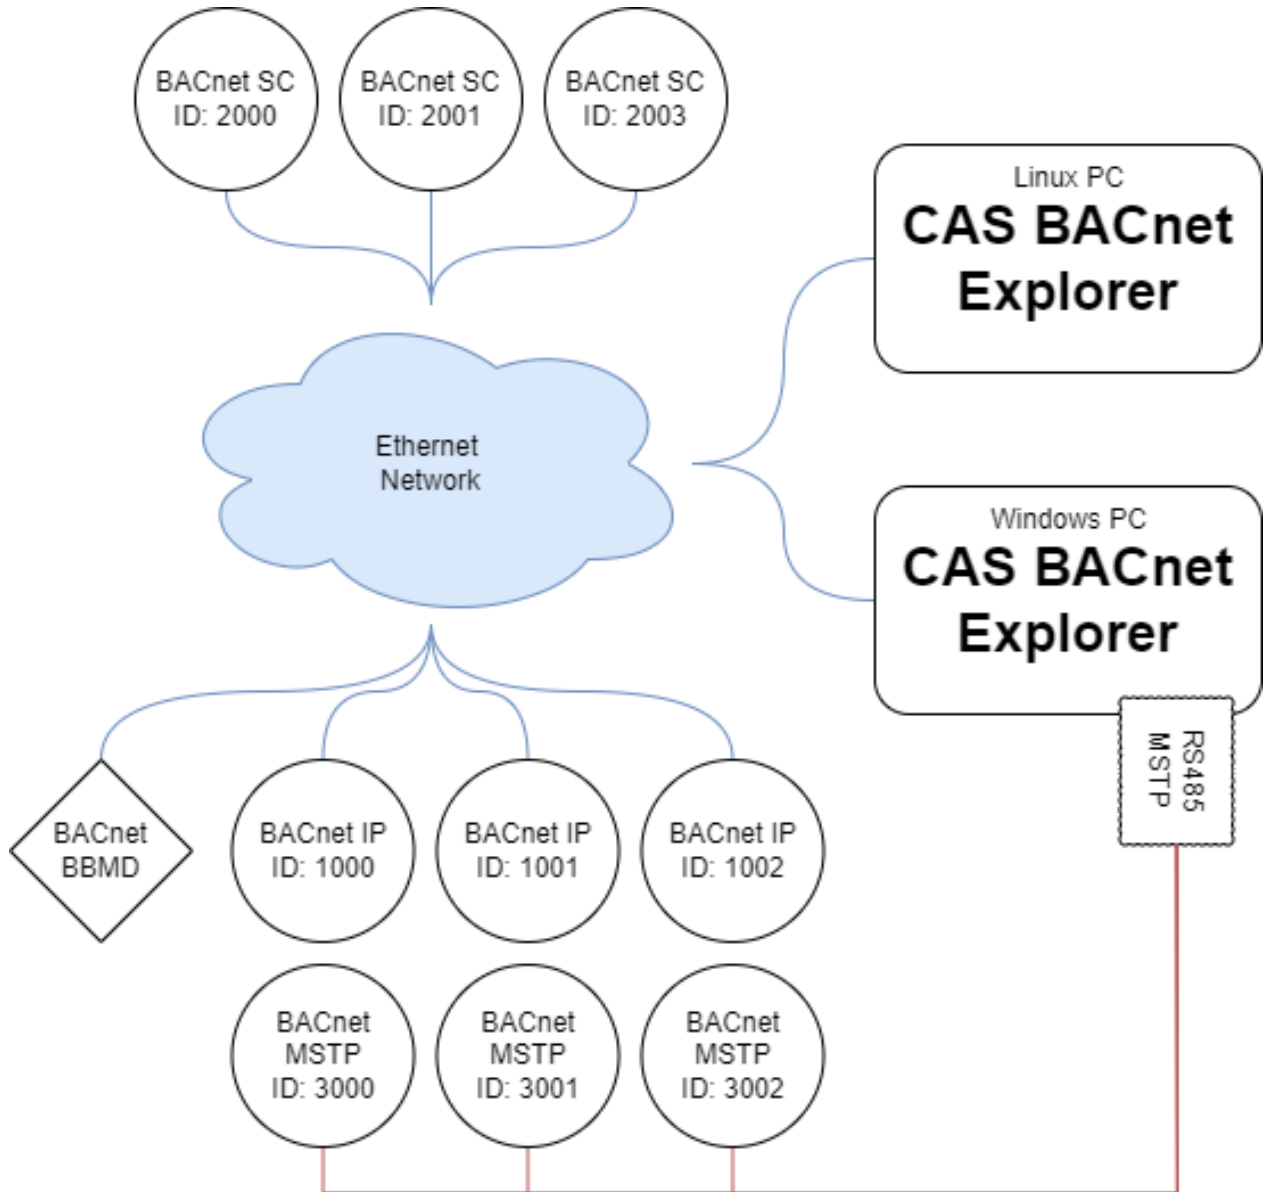 BACnet SC
ID: 2000
BACnet SC
ID: 2001
BACnet SC
ID: 2003
Linux PC
CAS BACnet
Explorer
Ethernet
Network
Windows PC
CAS BACnet
Explorer
RS485
MSTP
BACnet
BBMD
BACnet IP
ID: 1000
BACnet IP
ID: 1001
BACnet IP
ID: 1002
BACnet
MSTP
ID: 3000
BACnet
MSTP
ID: 3001
BACnet
MSTP
ID: 3002